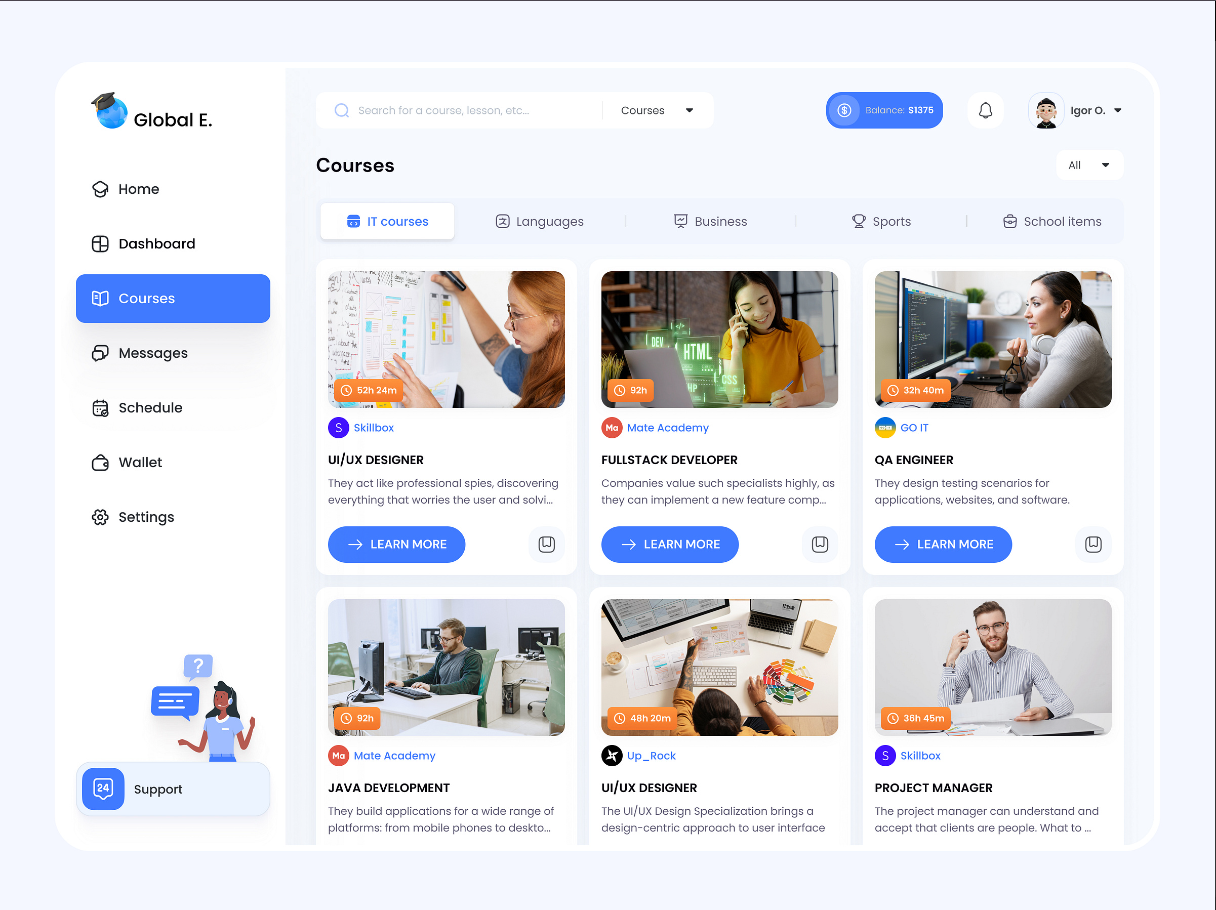 Global E.
Home
Dashboard
Courses
Messages
Schedule
Wallet
Settings
?
24
Support
Search for a course, lesson, etc...
Courses
Balance: $1375
Igor O.
Courses
All
IT courses
Languages
Business
Sports
School items
52h 24m
Skillbox
UI/UX DESIGNER
They act like professional spies, discovering
everything that worries the user and solvi...
LEARN MORE
DEV
HTML
CSS
92h
Ma
Mate Academy
FULLSTACK DEVELOPER
Companies value such specialists highly, as
they can implement a new feature comp...
LEARN MORE
32h 40m
GO IT
QA ENGINEER
They design testing scenarios for
applications, websites, and software.
LEARN MORE
92h
Ma
Mate Academy
JAVA DEVELOPMENT
They build applications for a wide range of
platforms: from mobile phones to deskto...
48h 20m
Up_Rock
UI/UX DESIGNER
The UI/UX Design Specialization brings a
design-centric approach to user interface
36h 45m
S
Skillbox
PROJECT MANAGER
The project manager can understand and
accept that clients are people. What to ...